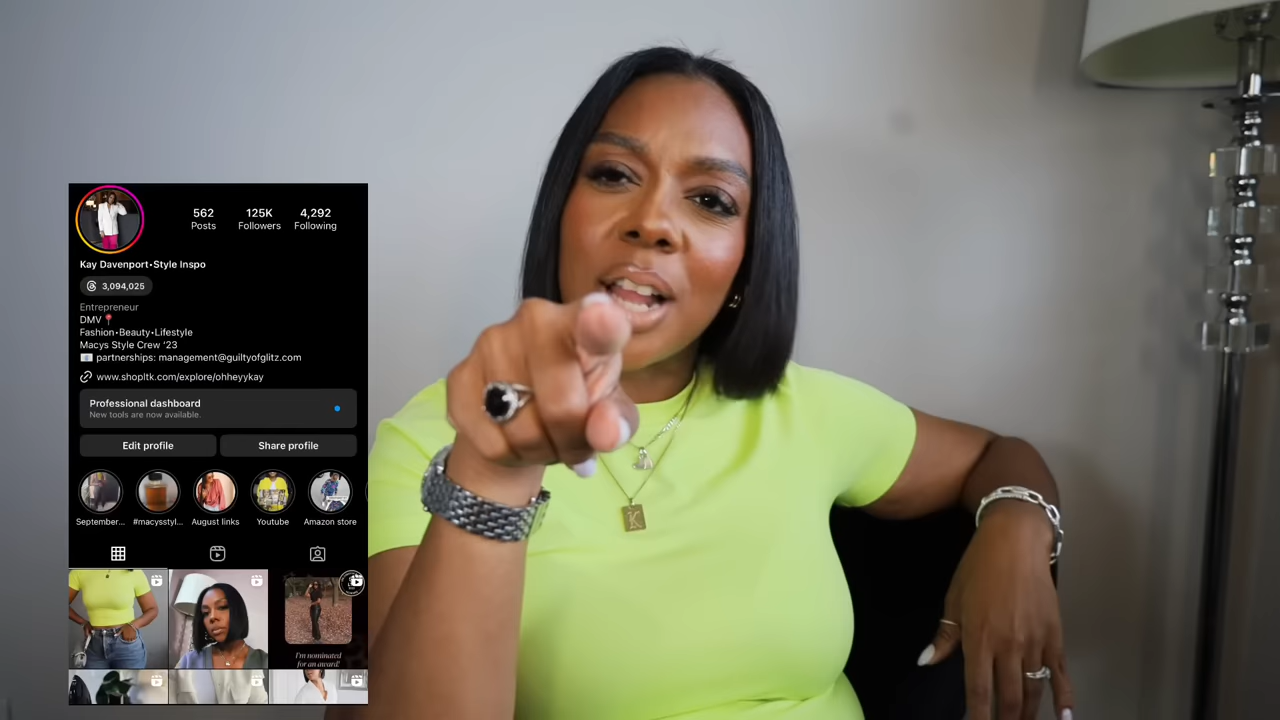 562 125K 4,292
Posts Followers Following
Kay Davenport•Style Inspo
3,094,025
Entrepreneur
DMV📍
Fashion•Beauty•Lifestyle
Macys Style Crew ‘23
📧 partnerships: management@guiltyofglitz.com
www.shopltk.com/explore/ohheyykay
Professional dashboard
New tools are now available.
Edit profile Share profile
September... #macysstyl... August links Youtube Amazon store
I'm nominated
for an award!
K